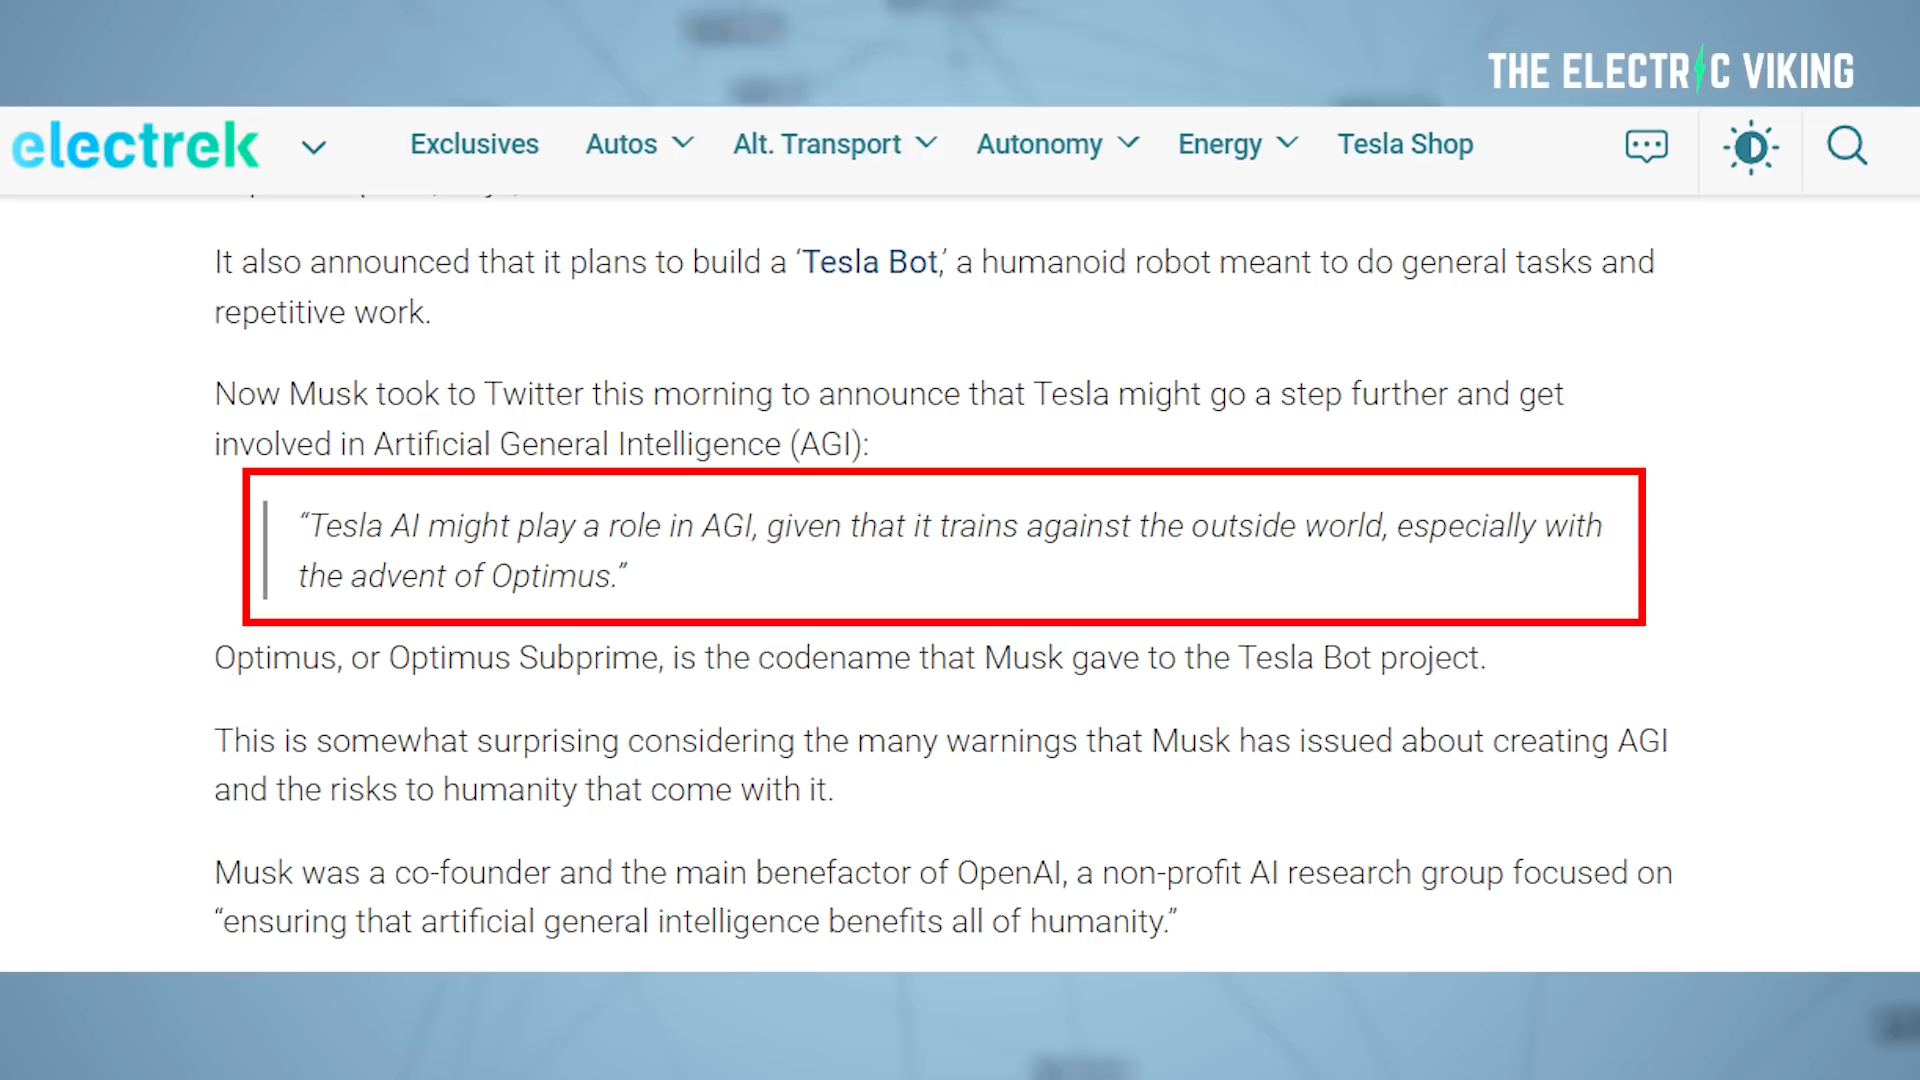 THE ELECTRIC VIKING
electrek
Exclusives Autos Alt. Transport Autonomy Energy Tesla Shop
It also announced that it plans to build a ‘Tesla Bot,’ a humanoid robot meant to do general tasks and
repetitive work.
Now Musk took to Twitter this morning to announce that Tesla might go a step further and get
involved in Artificial General Intelligence (AGI):
“Tesla AI might play a role in AGI, given that it trains against the outside world, especially with
the advent of Optimus.”
Optimus, or Optimus Subprime, is the codename that Musk gave to the Tesla Bot project.
This is somewhat surprising considering the many warnings that Musk has issued about creating AGI
and the risks to humanity that come with it.
Musk was a co-founder and the main benefactor of OpenAI, a non-profit AI research group focused on
“ensuring that artificial general intelligence benefits all of humanity.”